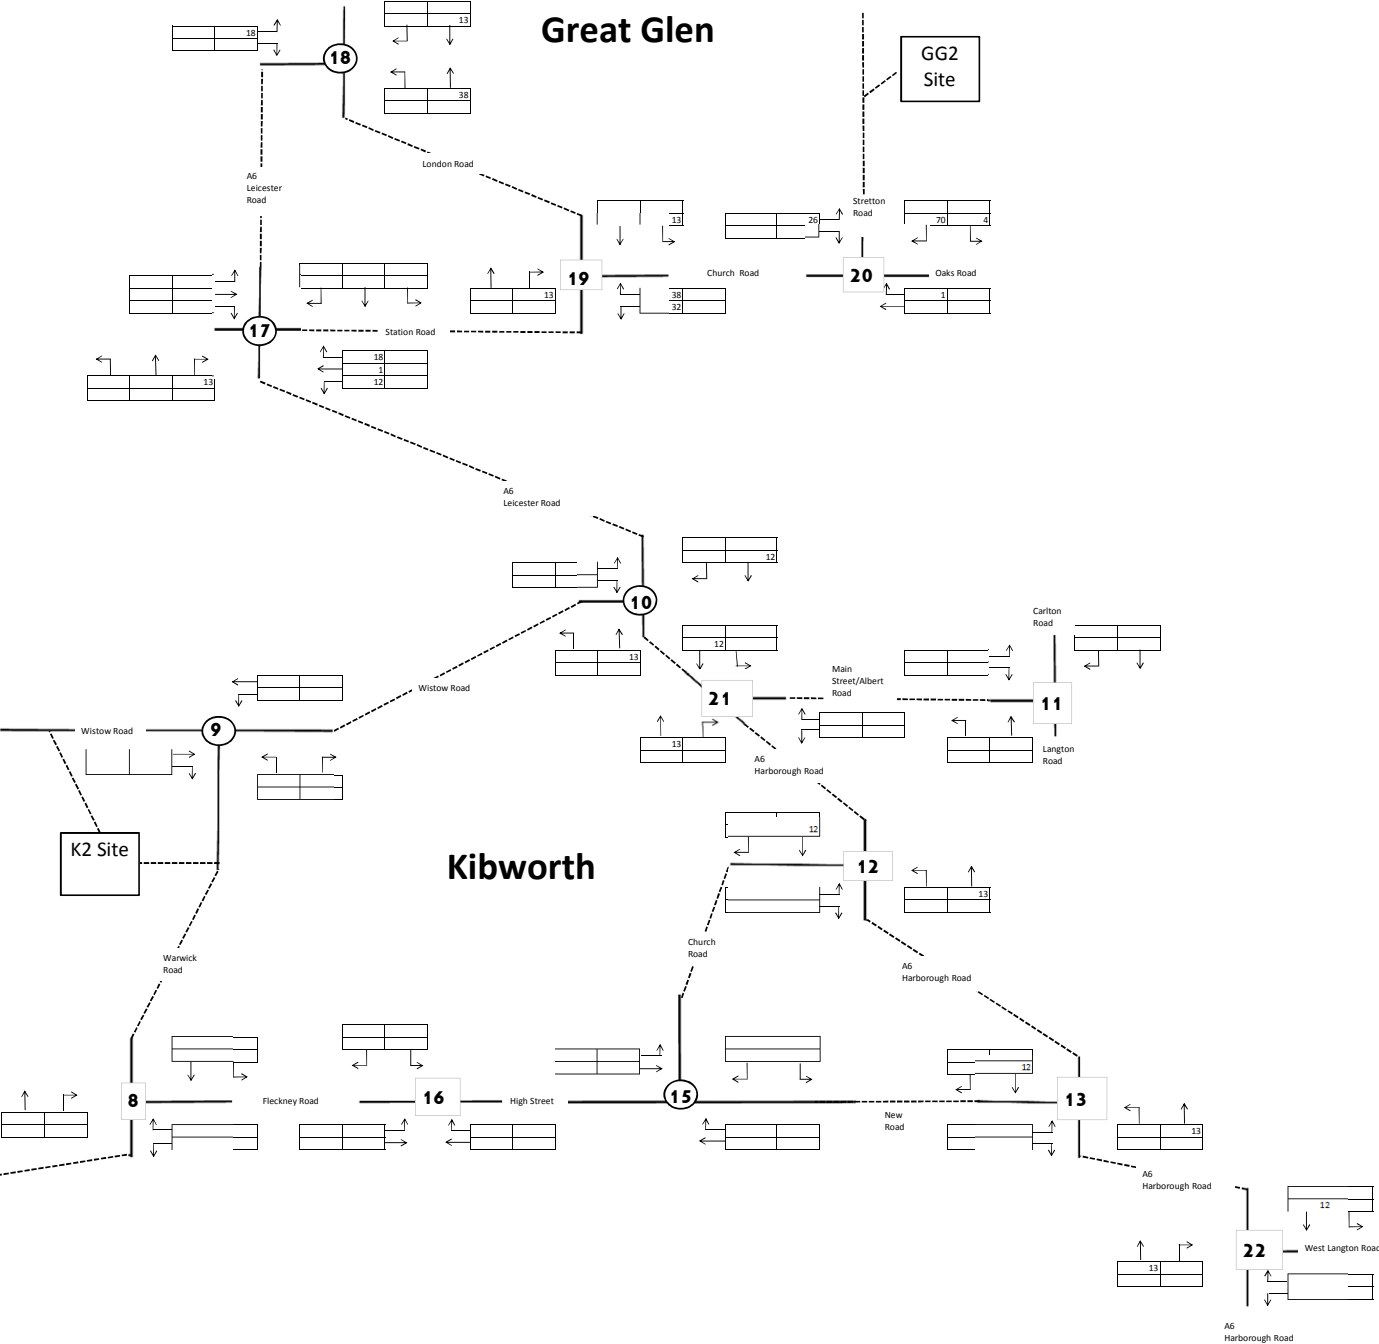 Great Glen
13
18
18
38
GG2
Site
London Road
A6
Leicester
Road
Stretton
Road
13
26
70
4
19
Church Road
20
Oaks Road
13
38
32
1
17
Station Road
18
1
12
13
A6
Leicester Road
12
10
Carlton
Road
13
12
Main
Street/Albert
Road
Wistow Road
21
11
9
Wistow Road
13
Langton
Road
A6
Harborough Road
12
K2 Site
Kibworth
12
13
Church
Road
Warwick
Road
A6
Harborough Road
12
8
Fleckney Road
16
High Street
15
13
New
Road
13
A6
Harborough Road
12
22
West Langton Road
13
A6
Harborough Road